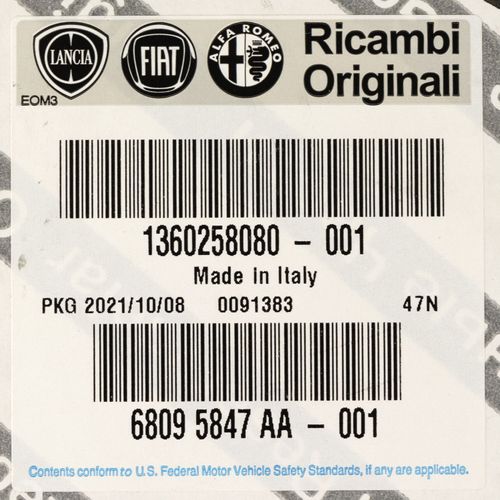 LANCIA FIAT ALFA ROMEO Ricambi
Originali
EOM3
1360258080 - 001
Made in Italy
PKG 2021/10/08 0091383 47N
6809 5847 AA - 001
Contents conform to U.S. Federal Motor Vehicle Safety Standards, if any are applicable.